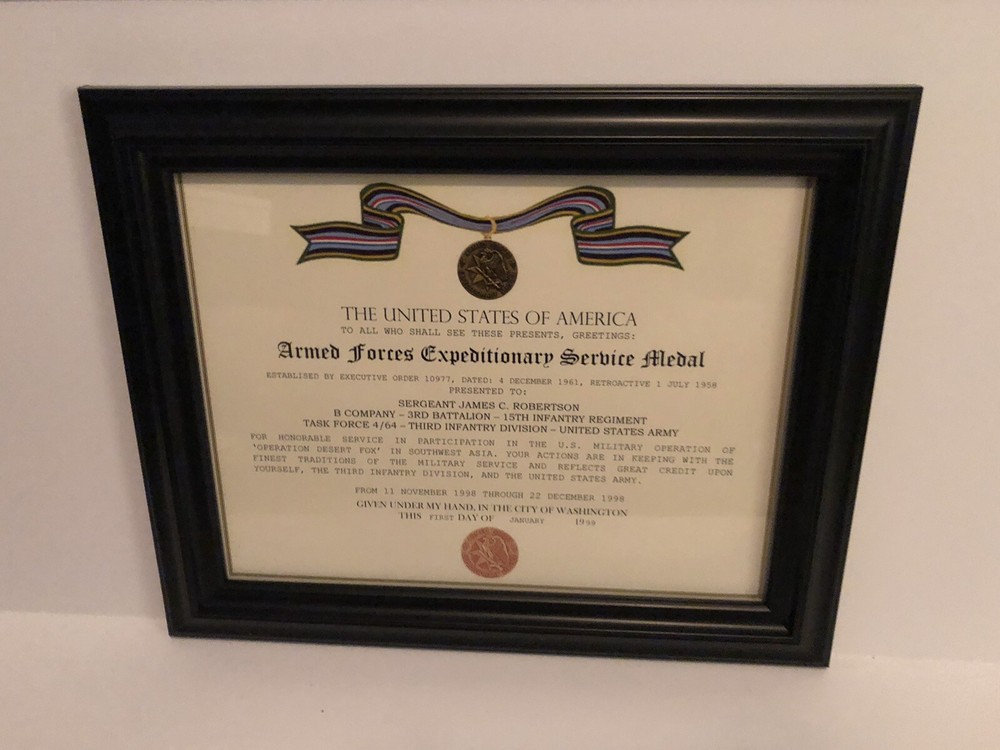 THE UNITED STATES OF AMERICA
TO ALL WHO SHALL SEE THESE PRESENTS, GREETINGS:
Armed Forces Expeditionary Service Medal
ESTABLISED BY EXECUTIVE ORDER 10977, DATED: 4 DECEMBER 1961, RETROACTIVE 1 JULY 1958
PRESENTED TO:
SERGEANT JAMES C. ROBERTSON
B COMPANY – 3RD BATTALION – 15TH INFANTRY REGIMENT
TASK FORCE 4/64 – THIRD INFANTRY DIVISION – UNITED STATES ARMY
FOR HONORABLE SERVICE IN PARTICIPATION IN THE U.S. MILITARY OPERATION OF
'OPERATION DESERT FOX' IN SOUTHWEST ASIA. YOUR ACTIONS ARE IN KEEPING WITH THE
FINEST TRADITIONS OF THE MILITARY SERVICE AND REFLECTS GREAT CREDIT UPON
YOURSELF, THE THIRD INFANTRY DIVISION, AND THE UNITED STATES ARMY.
FROM 11 NOVEMBER 1998 THROUGH 22 DECEMBER 1998
GIVEN UNDER MY HAND, IN THE CITY OF WASHINGTON
THIS FIRST DAY OF JANUARY 1999